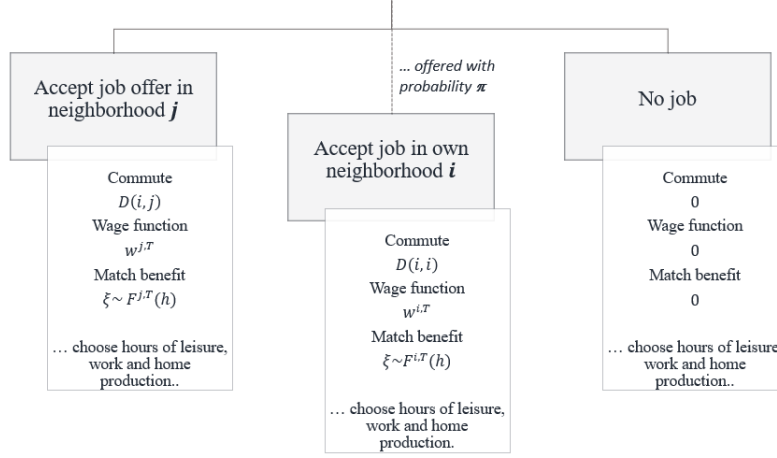 Accept job offer in
neighborhood j
Commute
D(i, j)
Wage function
w^{j,T}
Match benefit
ξ~ F^{j,T}(h)
… choose hours of leisure,
work and home
production..
... offered with
probability π
Accept job in own
neighborhood i
Commute
D(i, i)
Wage function
w^{i,T}
Match benefit
ξ~F^{i,T}(h)
… choose hours of leisure,
work and home
production.
No job
Commute
0
Wage function
0
Match benefit
0
… choose hours of leisure
work and home
production..